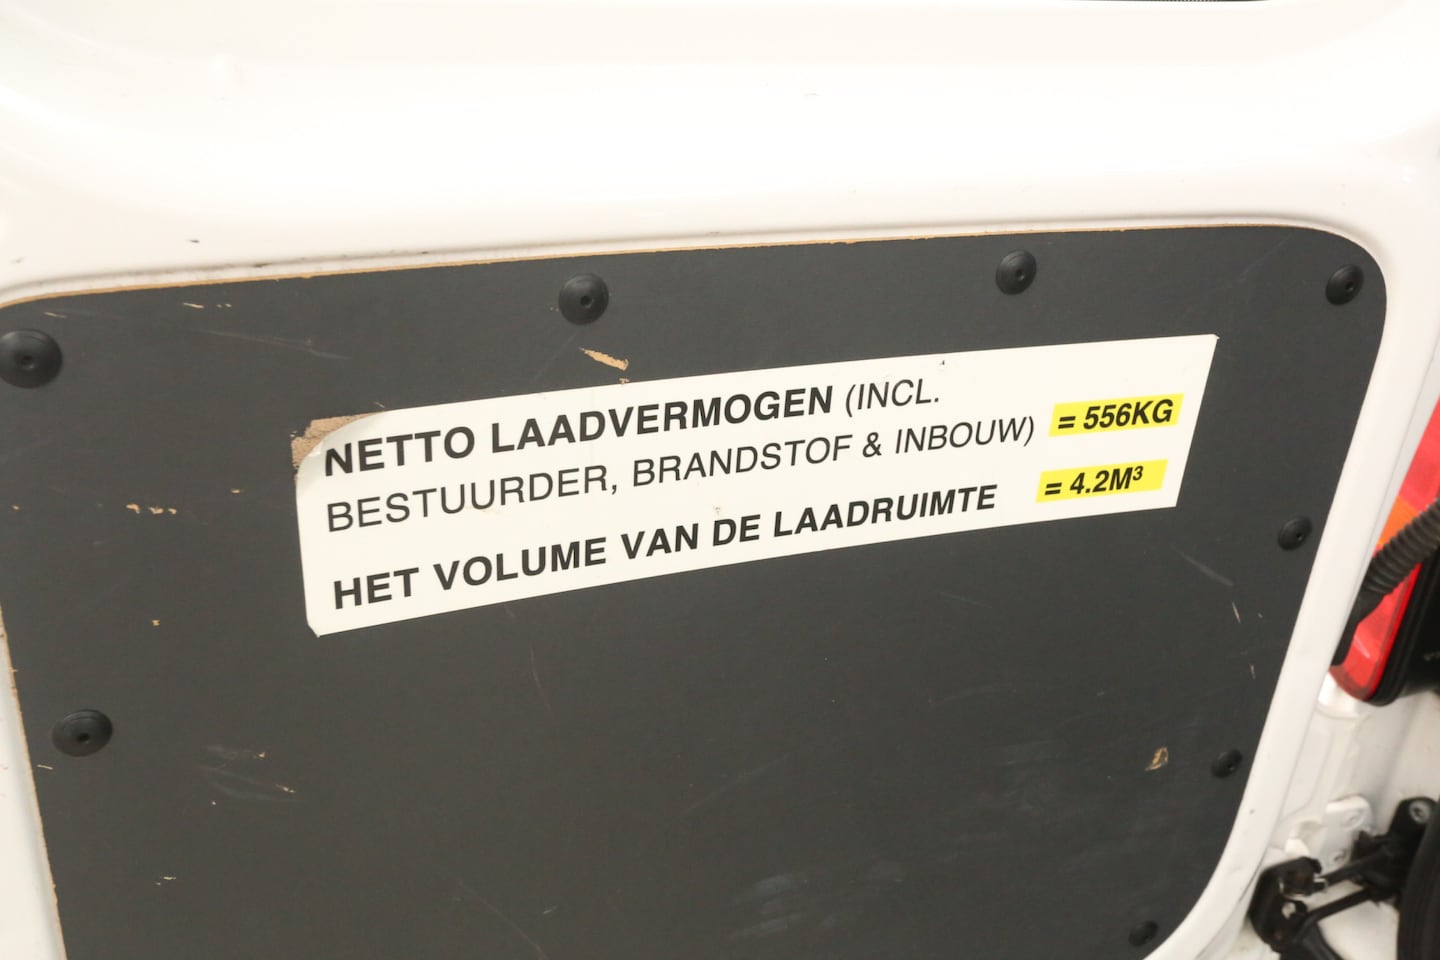 NETTO LAADVERMOGEN (INCL.
BESTUURDER, BRANDSTOF & INBOUW) = 556KG
HET VOLUME VAN DE LAADRUIMTE = 4.2M³